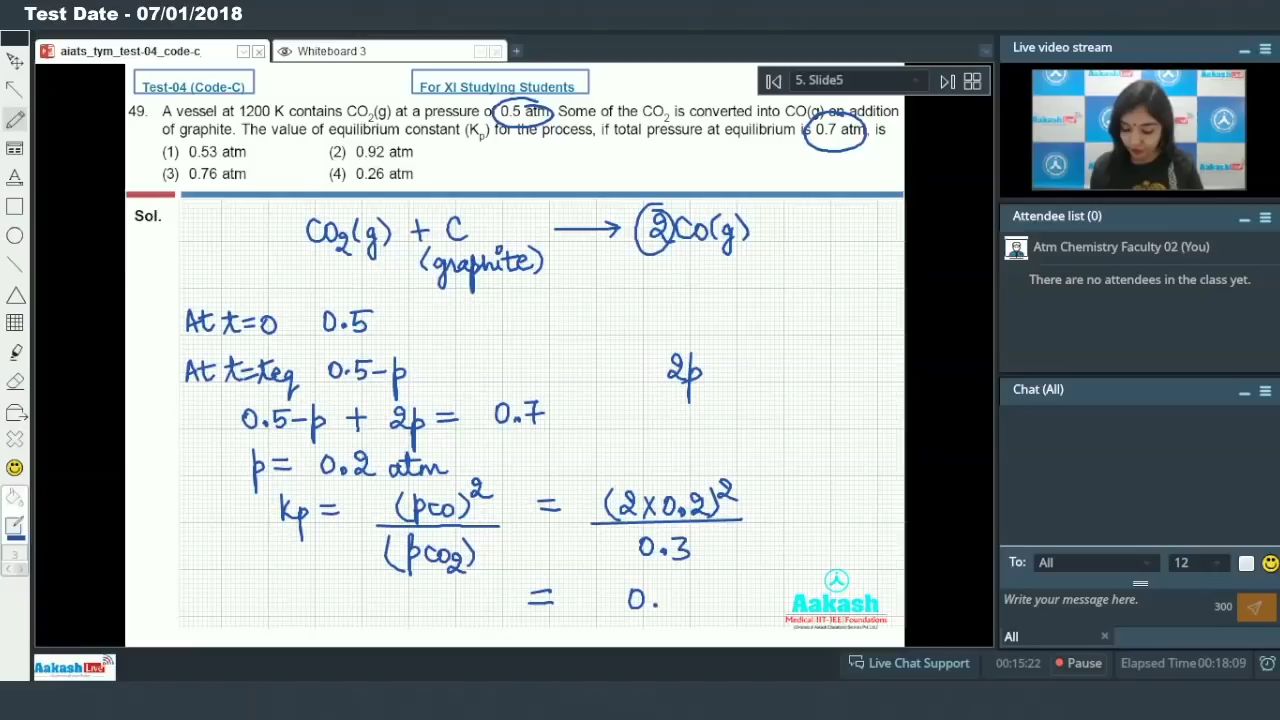 Test Date - 07/01/2018
aiats_tym_test-04_code-c
Whiteboard 3
Live video stream
Test-04 (Code-C)
For XI Studying Students
5. Slide5
49. A vessel at 1200 K contains CO2(g) at a pressure of 0.5 atm. Some of the CO2 is converted into CO(g) on addition
of graphite. The value of equilibrium constant (Kp) for the process, if total pressure at equilibrium is 0.7 atm, is
(1) 0.53 atm (2) 0.92 atm
(3) 0.76 atm (4) 0.26 atm
Sol.
CO2(g) + C ⟶ 2CO(g)
(graphite)
At t=0 0.5
At t=teq 0.5-p 2p
0.5-p + 2p = 0.7
p = 0.2 atm
Kp = (pCO)^2 / (pCO2) = (2×0.2)^2 / 0.3
= 0.
Aakash
Medical|IIT-JEE|Foundations
Attendee list (0)
Atm Chemistry Faculty 02 (You)
There are no attendees in the class yet.
Chat (All)
To: All 12
Write your message here.
300
All
3
Aakash Live
Live Chat Support
00:15:22
Pause
Elapsed Time 00:18:09